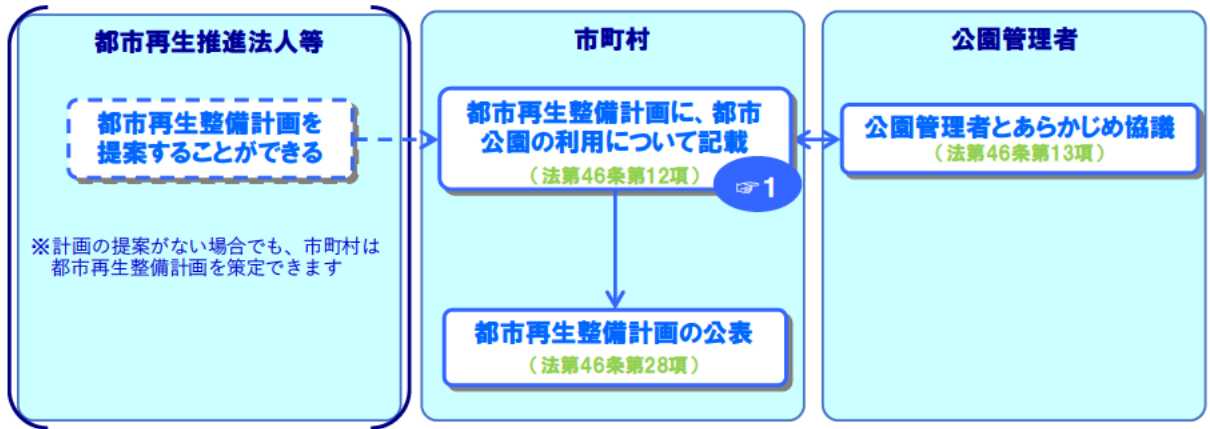 都市再生推進法人等
都市再生整備計画を
提案することができる
※計画の提案がない場合でも、市町村は
都市再生整備計画を策定できます
市町村
都市再生整備計画に、都市
公園の利用について記載
（法第46条第12項）
☞1
都市再生整備計画の公表
（法第46条第28項）
公園管理者
公園管理者とあらかじめ協議
（法第46条第13項）